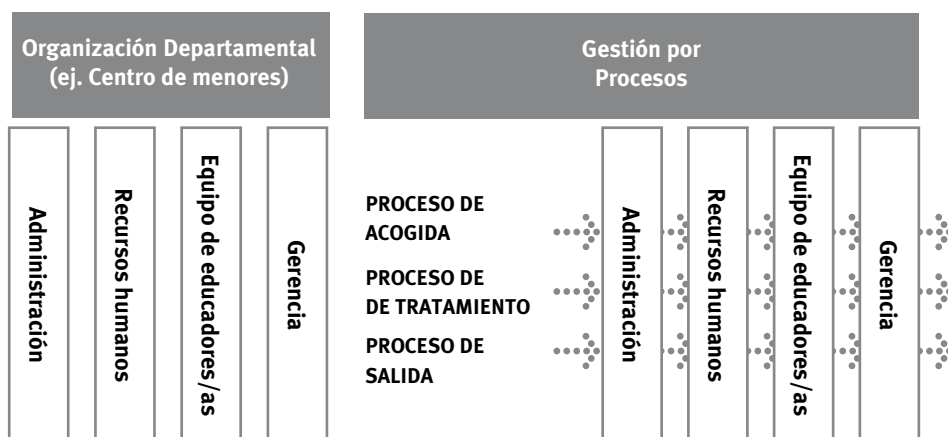 Organización Departamental
(ej. Centro de menores)
Gestión por
Procesos
Administración
Recursos humanos
Equipo de educadores/as
Gerencia
PROCESO DE
ACOGIDA
PROCESO DE
DE TRATAMIENTO
PROCESO DE
SALIDA
Administración
Recursos humanos
Equipo de educadores/as
Gerencia